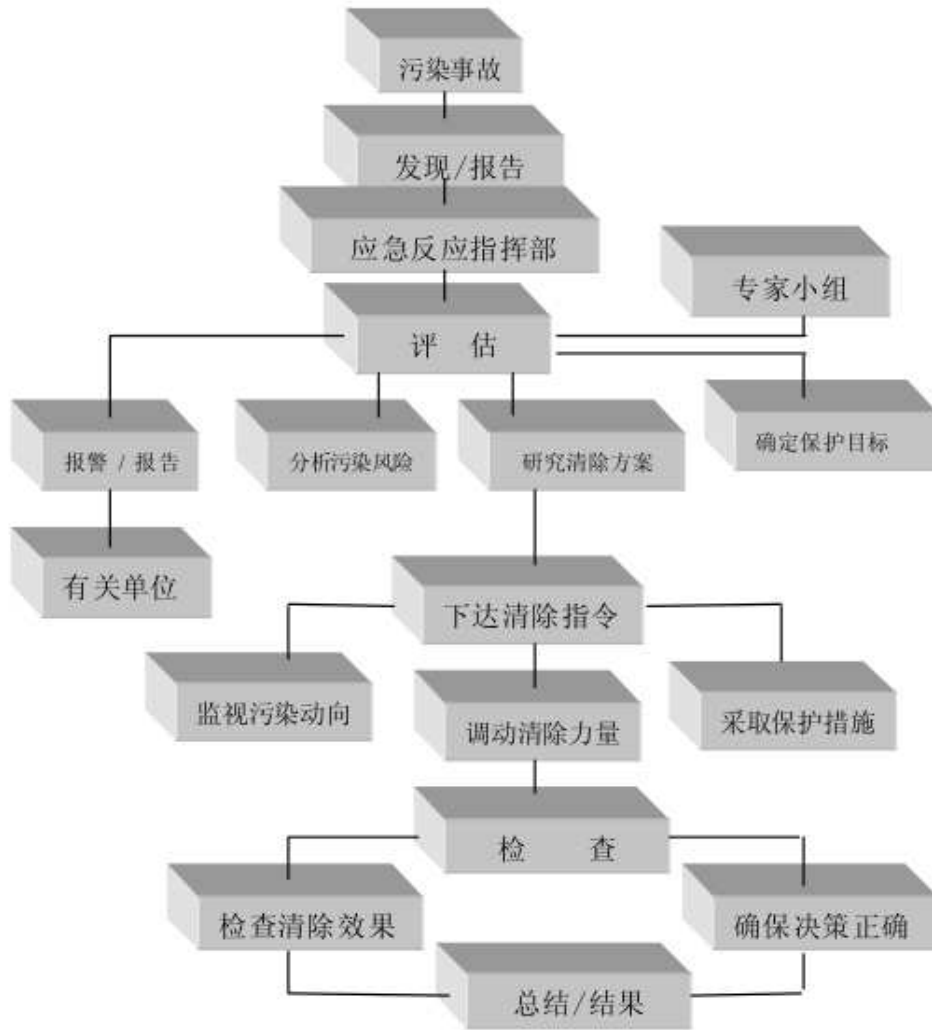 污染事故
发现/报告
应急反应指挥部
专家小组
评 估
报警 / 报告
分析污染风险
研究清除方案
确定保护目标
有关单位
下达清除指令
监视污染动向
调动清除力量
采取保护措施
检 查
检查清除效果
确保决策正确
总结/结果